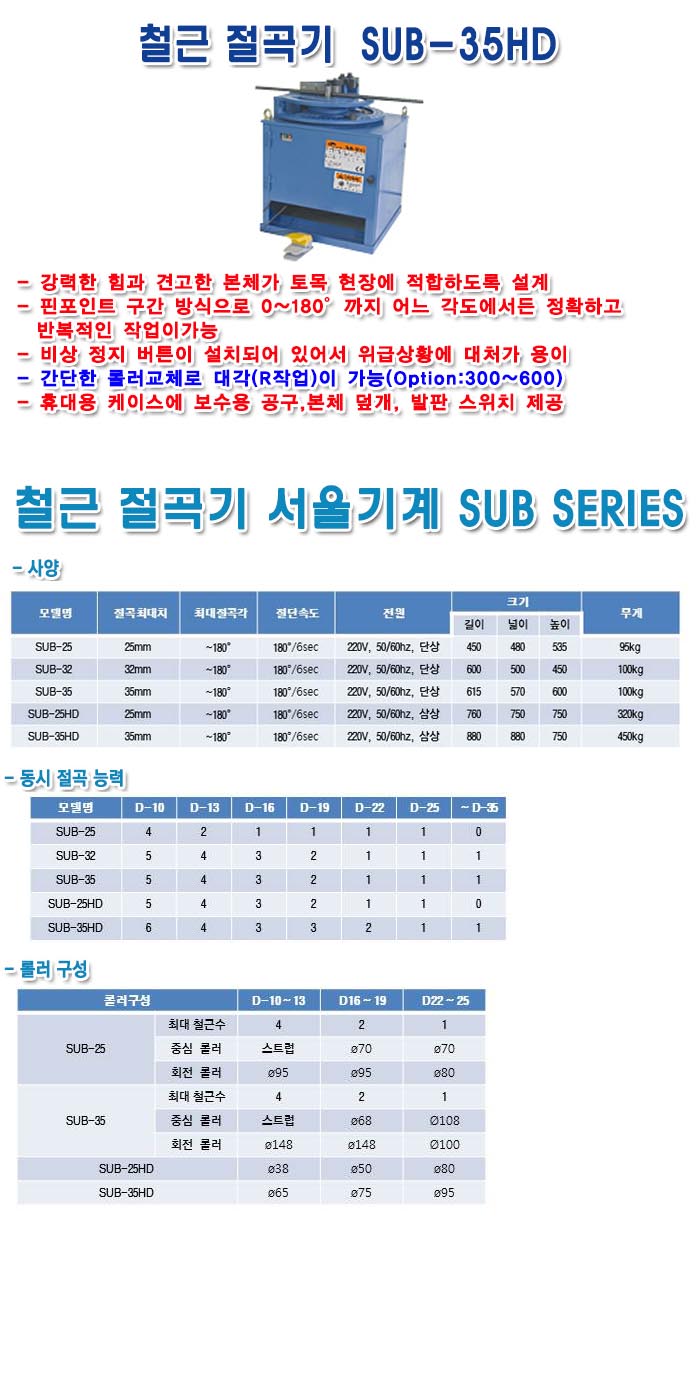 철근 절곡기 SUB-35HD
- 강력한 힘과 견고한 본체가 토목 현장에 적합하도록 설계
- 핀포인트 구간 방식으로 0~180° 까지 어느 각도에서든 정확하고
반복적인 작업이가능
- 비상 정지 버튼이 설치되어 있어서 위급상황에 대처가 용이
- 간단한 롤러교체로 대각(R작업)이 가능(Option:300~600)
- 휴대용 케이스에 보수용 공구,본체 덮개, 발판 스위치 제공
철근 절곡기 서울기계 SUB SERIES
- 사양
모델명 절곡최대치 최대절곡각 절단속도 전원 크기 무게
길이 넓이 높이
SUB-25 25mm ~180° 180°/6sec 220V, 50/60hz, 단상 450 480 535 95kg
SUB-32 32mm ~180° 180°/6sec 220V, 50/60hz, 단상 600 500 450 100kg
SUB-35 35mm ~180° 180°/6sec 220V, 50/60hz, 단상 615 570 600 100kg
SUB-25HD 25mm ~180° 180°/6sec 220V, 50/60hz, 삼상 760 750 750 320kg
SUB-35HD 35mm ~180° 180°/6sec 220V, 50/60hz, 삼상 880 880 750 450kg
- 동시 절곡 능력
모델명 D-10 D-13 D-16 D-19 D-22 D-25 ~ D-35
SUB-25 4 2 1 1 1 1 0
SUB-32 5 4 3 2 1 1 1
SUB-35 5 4 3 2 1 1 1
SUB-25HD 5 4 3 2 1 1 0
SUB-35HD 6 4 3 3 2 1 1
- 롤러 구성
롤러구성 D-10~13 D16~19 D22~25
SUB-25 최대 철근수 4 2 1
중심 롤러 스트럽 ø70 ø70
회전 롤러 ø95 ø95 ø80
SUB-35 최대 철근수 4 2 1
중심 롤러 스트럽 ø68 Ø108
회전 롤러 ø148 ø148 Ø100
SUB-25HD ø38 ø50 ø80
SUB-35HD ø65 ø75 ø95